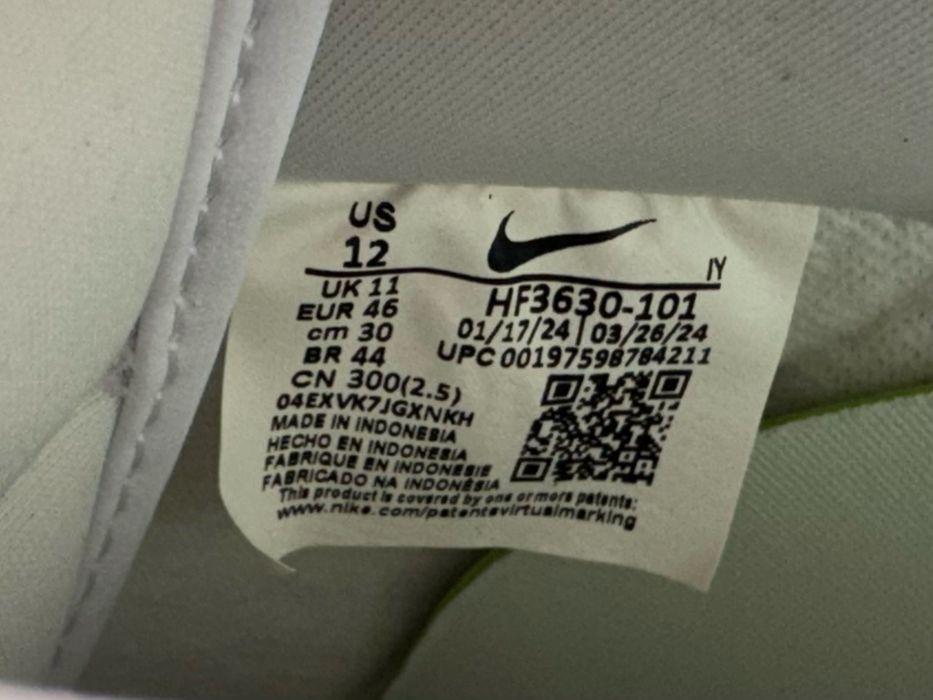 US
12
UK 11
EUR 46
cm 30
BR 44
CN 300(2.5)
04EXVK7JGXNKH
MADE IN INDONESIA
HECHO EN INDONESIA
FABRIQUE EN INDONESIE
FABRICADO NA INDONÉSIA
IY
HF3630-101
01/17/24 | 03/26/24
UPC 00197598784211
This product is covered by one or more patents:
www.nike.com/patentsvirtualmarking